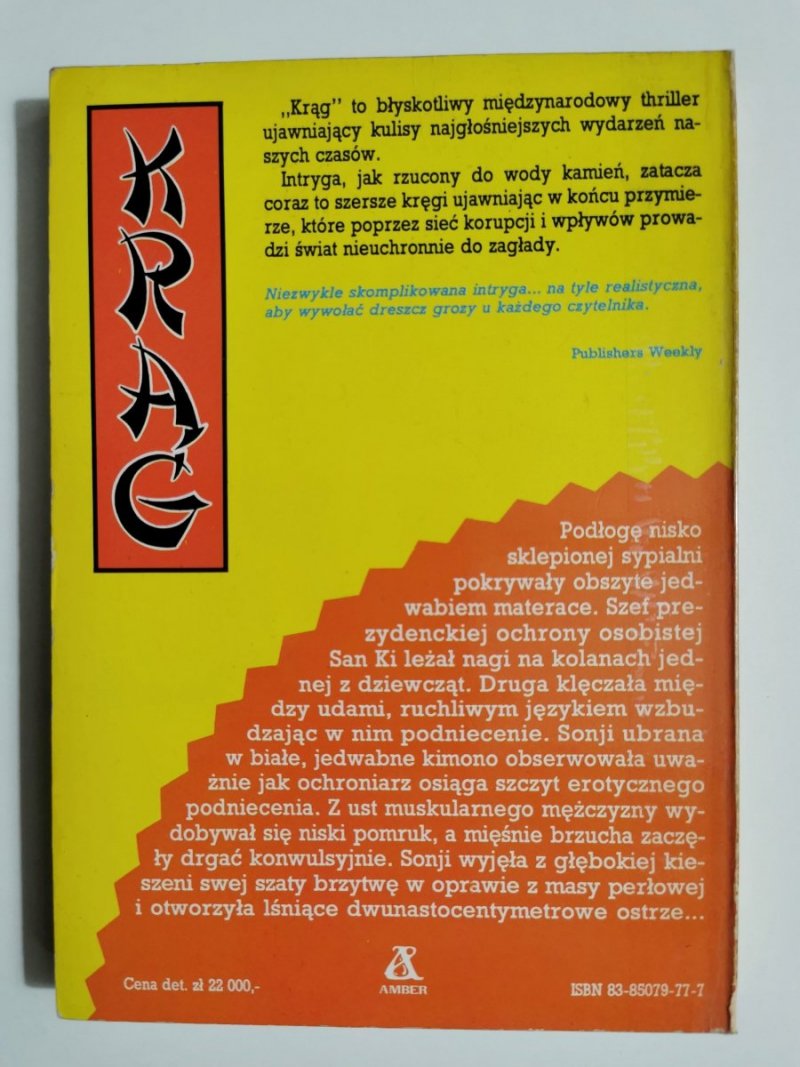 KRĄG
„Krąg” to błyskotliwy międzynarodowy thriller
ujawniający kulisy najgłośniejszych wydarzeń na-
szych czasów.
Intryga, jak rzucony do wody kamień, zatacza
coraz to szersze kręgi ujawniając w końcu przymie-
rze, które poprzez sieć korupcji i wpływów prowa-
dzi świat nieuchronnie do zagłady.
Niezwykle skomplikowana intryga... na tyle realistyczna,
aby wywołać dreszcz grozy u każdego czytelnika.
Publishers Weekly
Podłogę nisko
sklepionej sypialni
pokrywały obszyte jed-
wabiem materace. Szef pre-
zydenckiej ochrony osobistej
San Ki leżał nagi na kolanach jed-
nej z dziewcząt. Druga klęczała mię-
dzy udami, ruchliwym językiem wzbu-
dzając w nim podniecenie. Sonji ubrana
w białe, jedwabne kimono obserwowała uwa-
żnie jak ochroniarz osiąga szczyt erotycznego
podniecenia. Z ust muskularnego mężczyzny wy-
dobywał się niski pomruk, a mięśnie brzucha zaczę-
ły drgać konwulsyjnie. Sonji wyjęła z głębokiej kie-
szeni swej szaty brzytwę w oprawie z masy perłowej
i otworzyła lśniące dwunastocentymetrowe ostrze...
Cena det. zł 22 000,-
AMBER
ISBN 83-85079-77-7